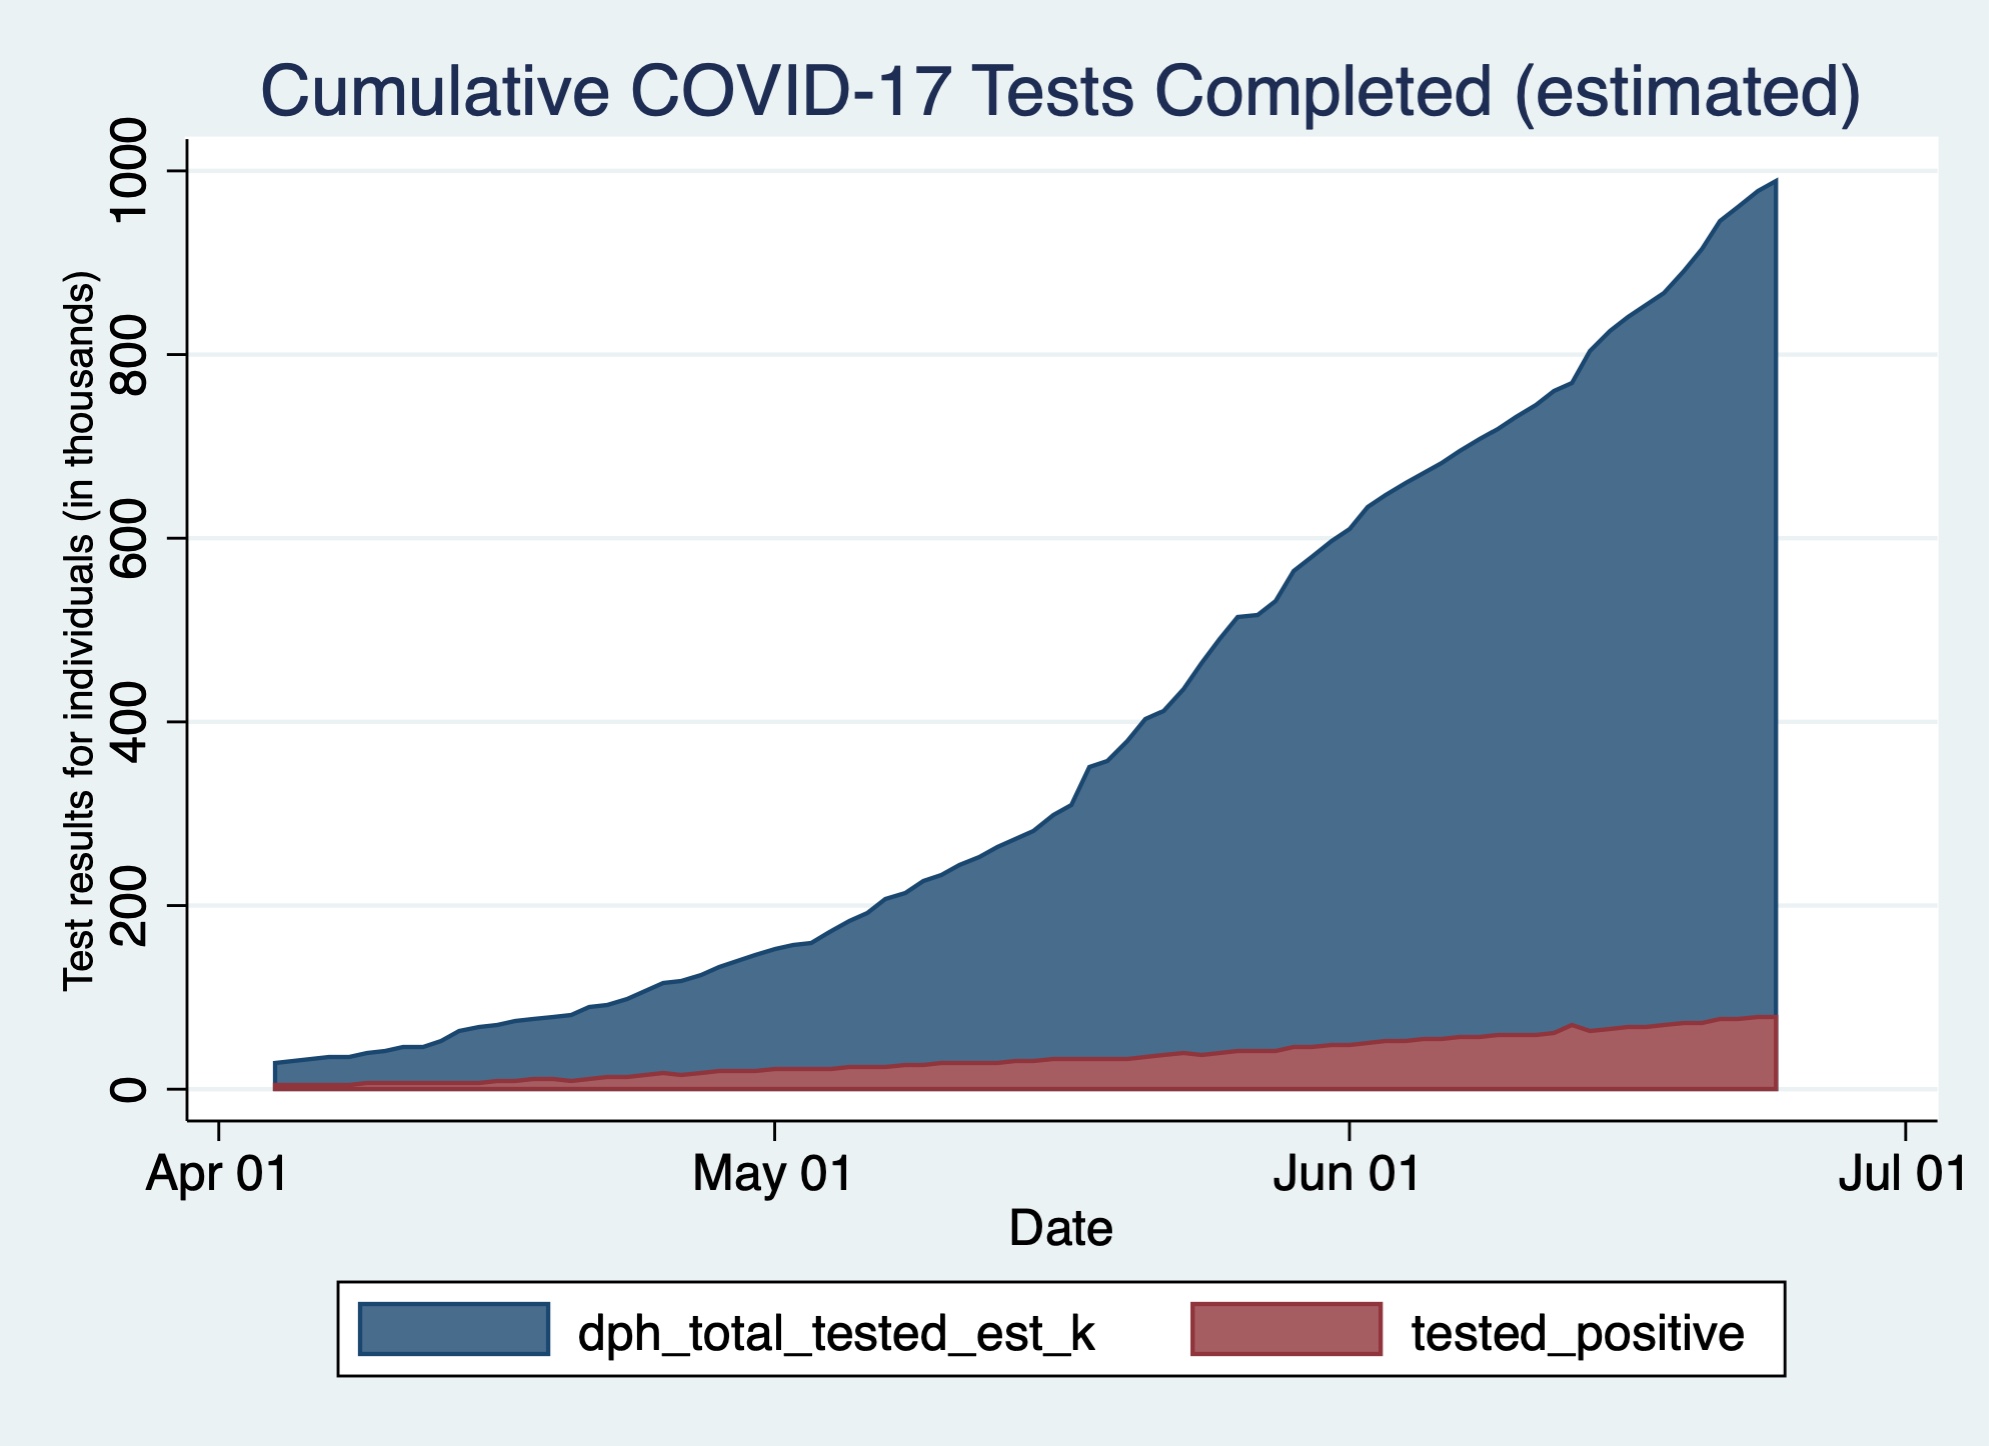 Cumulative COVID-17 Tests Completed (estimated)
Test results for individuals (in thousands)
1000
800
600
400
200
0
Apr 01 May 01 Jun 01 Jul 01
Date
dph_total_tested_est_k tested_positive